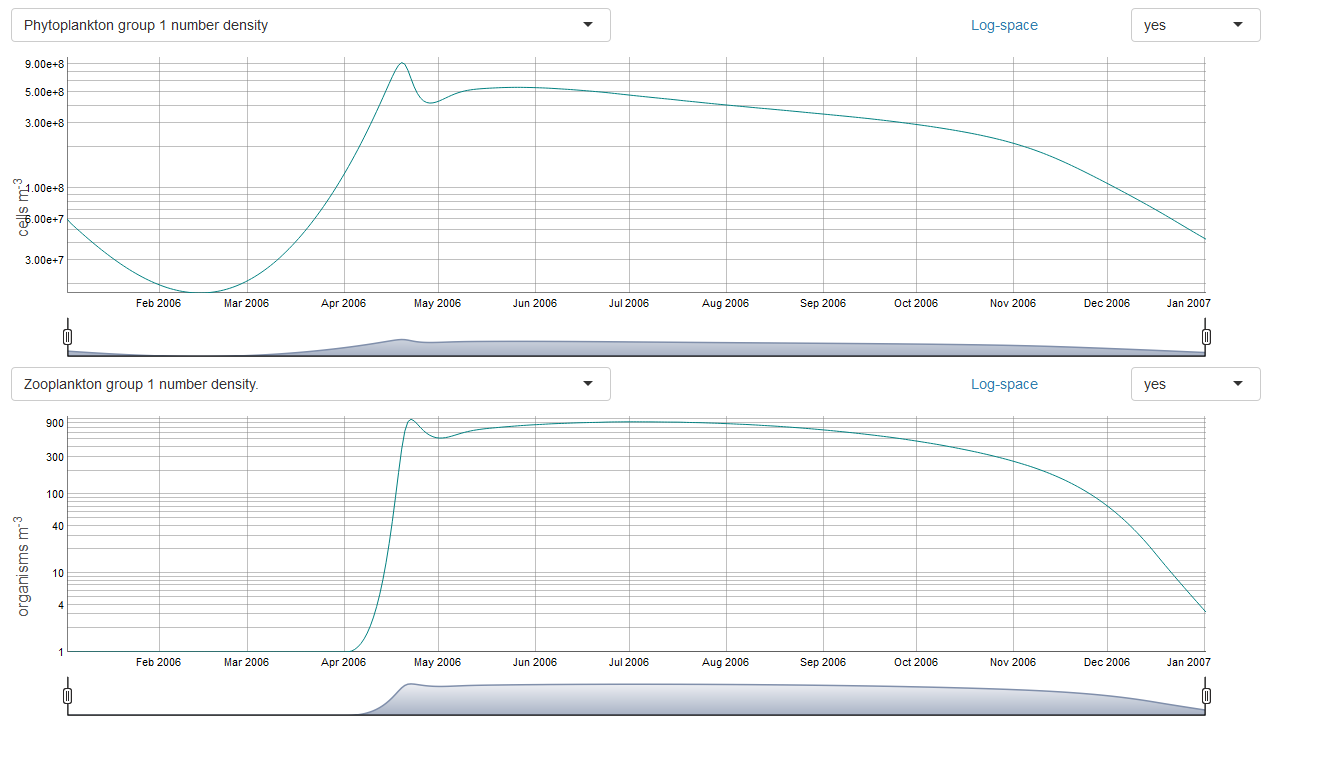 Phytoplankton group 1 number density Log-space yes
9.00e+8
5.00e+8
3.00e+8
1.00e+8
6.00e+7
3.00e+7
cells m-3
Feb 2006 Mar 2006 Apr 2006 May 2006 Jun 2006 Jul 2006 Aug 2006 Sep 2006 Oct 2006 Nov 2006 Dec 2006 Jan 2007
Zooplankton group 1 number density. Log-space yes
900
300
100
40
10
4
1
organisms m-3
Feb 2006 Mar 2006 Apr 2006 May 2006 Jun 2006 Jul 2006 Aug 2006 Sep 2006 Oct 2006 Nov 2006 Dec 2006 Jan 2007